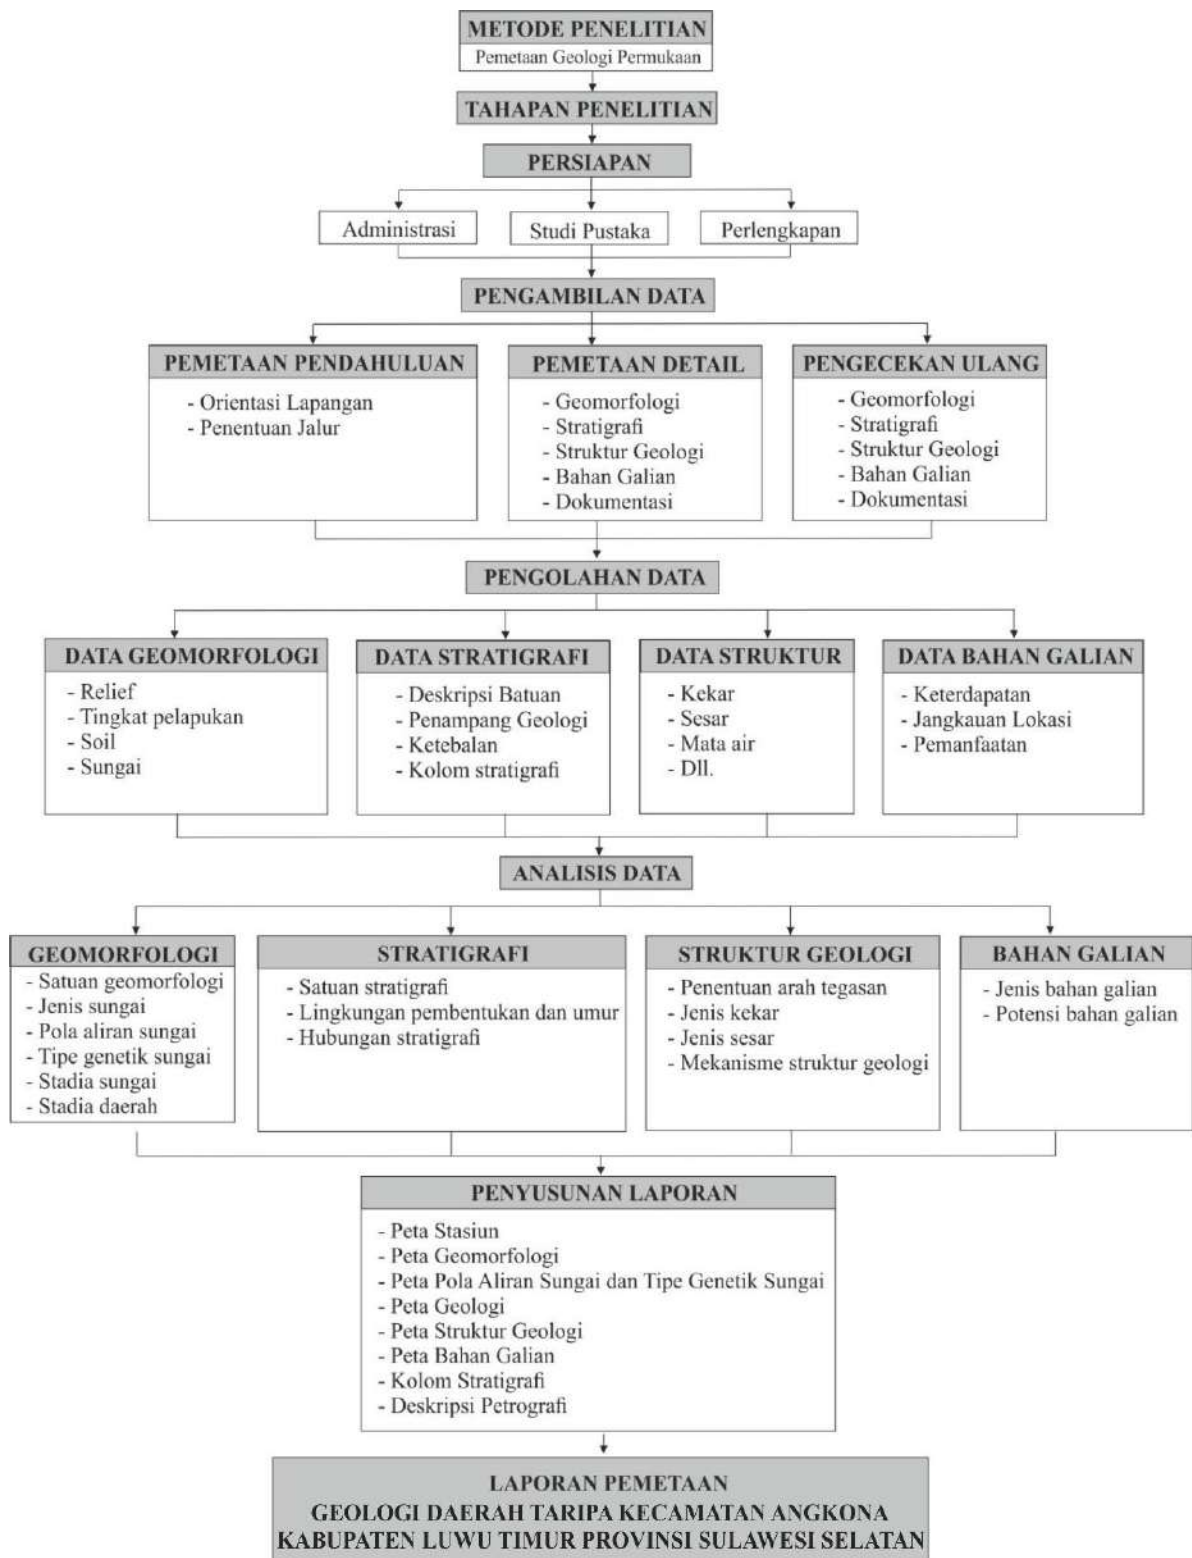 METODE PENELITIAN
Pemetaan Geologi Permukaan
TAHAPAN PENELITIAN
PERSIAPAN
Administrasi
Studi Pustaka
Perlengkapan
PENGAMBILAN DATA
PEMETAAN PENDAHULUAN
- Orientasi Lapangan
- Penentuan Jalur
PEMETAAN DETAIL
- Geomorfologi
- Stratigrafi
- Struktur Geologi
- Bahan Galian
- Dokumentasi
PENGECEKAN ULANG
- Geomorfologi
- Stratigrafi
- Struktur Geologi
- Bahan Galian
- Dokumentasi
PENGOLAHAN DATA
DATA GEOMORFOLOGI
- Relief
- Tingkat pelapukan
- Soil
- Sungai
DATA STRATIGRAFI
- Deskripsi Batuan
- Penampang Geologi
- Ketebalan
- Kolom stratigrafi
DATA STRUKTUR
- Kekar
- Sesar
- Mata air
- Dll.
DATA BAHAN GALIAN
- Keterdapatan
- Jangkauan Lokasi
- Pemanfaatan
ANALISIS DATA
GEOMORFOLOGI
- Satuan geomorfologi
- Jenis sungai
- Pola aliran sungai
- Tipe genetik sungai
- Stadia sungai
- Stadia daerah
STRATIGRAFI
- Satuan stratigrafi
- Lingkungan pembentukan dan umur
- Hubungan stratigrafi
STRUKTUR GEOLOGI
- Penentuan arah tegasan
- Jenis kekar
- Jenis sesar
- Mekanisme struktur geologi
BAHAN GALIAN
- Jenis bahan galian
- Potensi bahan galian
PENYUSUNAN LAPORAN
- Peta Stasiun
- Peta Geomorfologi
- Peta Pola Aliran Sungai dan Tipe Genetik Sungai
- Peta Geologi
- Peta Struktur Geologi
- Peta Bahan Galian
- Kolom Stratigrafi
- Deskripsi Petrografi
LAPORAN PEMETAAN
GEOLOGI DAERAH TARIPA KECAMATAN ANGKONA
KABUPATEN LUWU TIMUR PROVINSI SULAWESI SELATAN